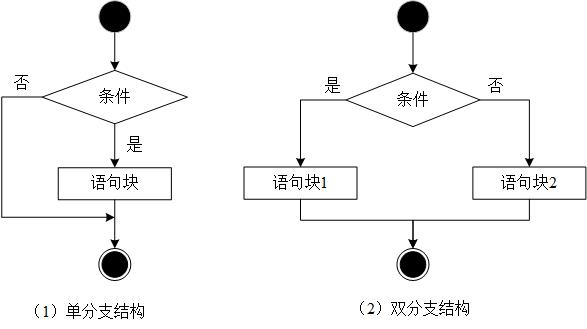 否
条件
是
语句块
（1）单分支结构
是
条件
否
语句块1
语句块2
（2）双分支结构